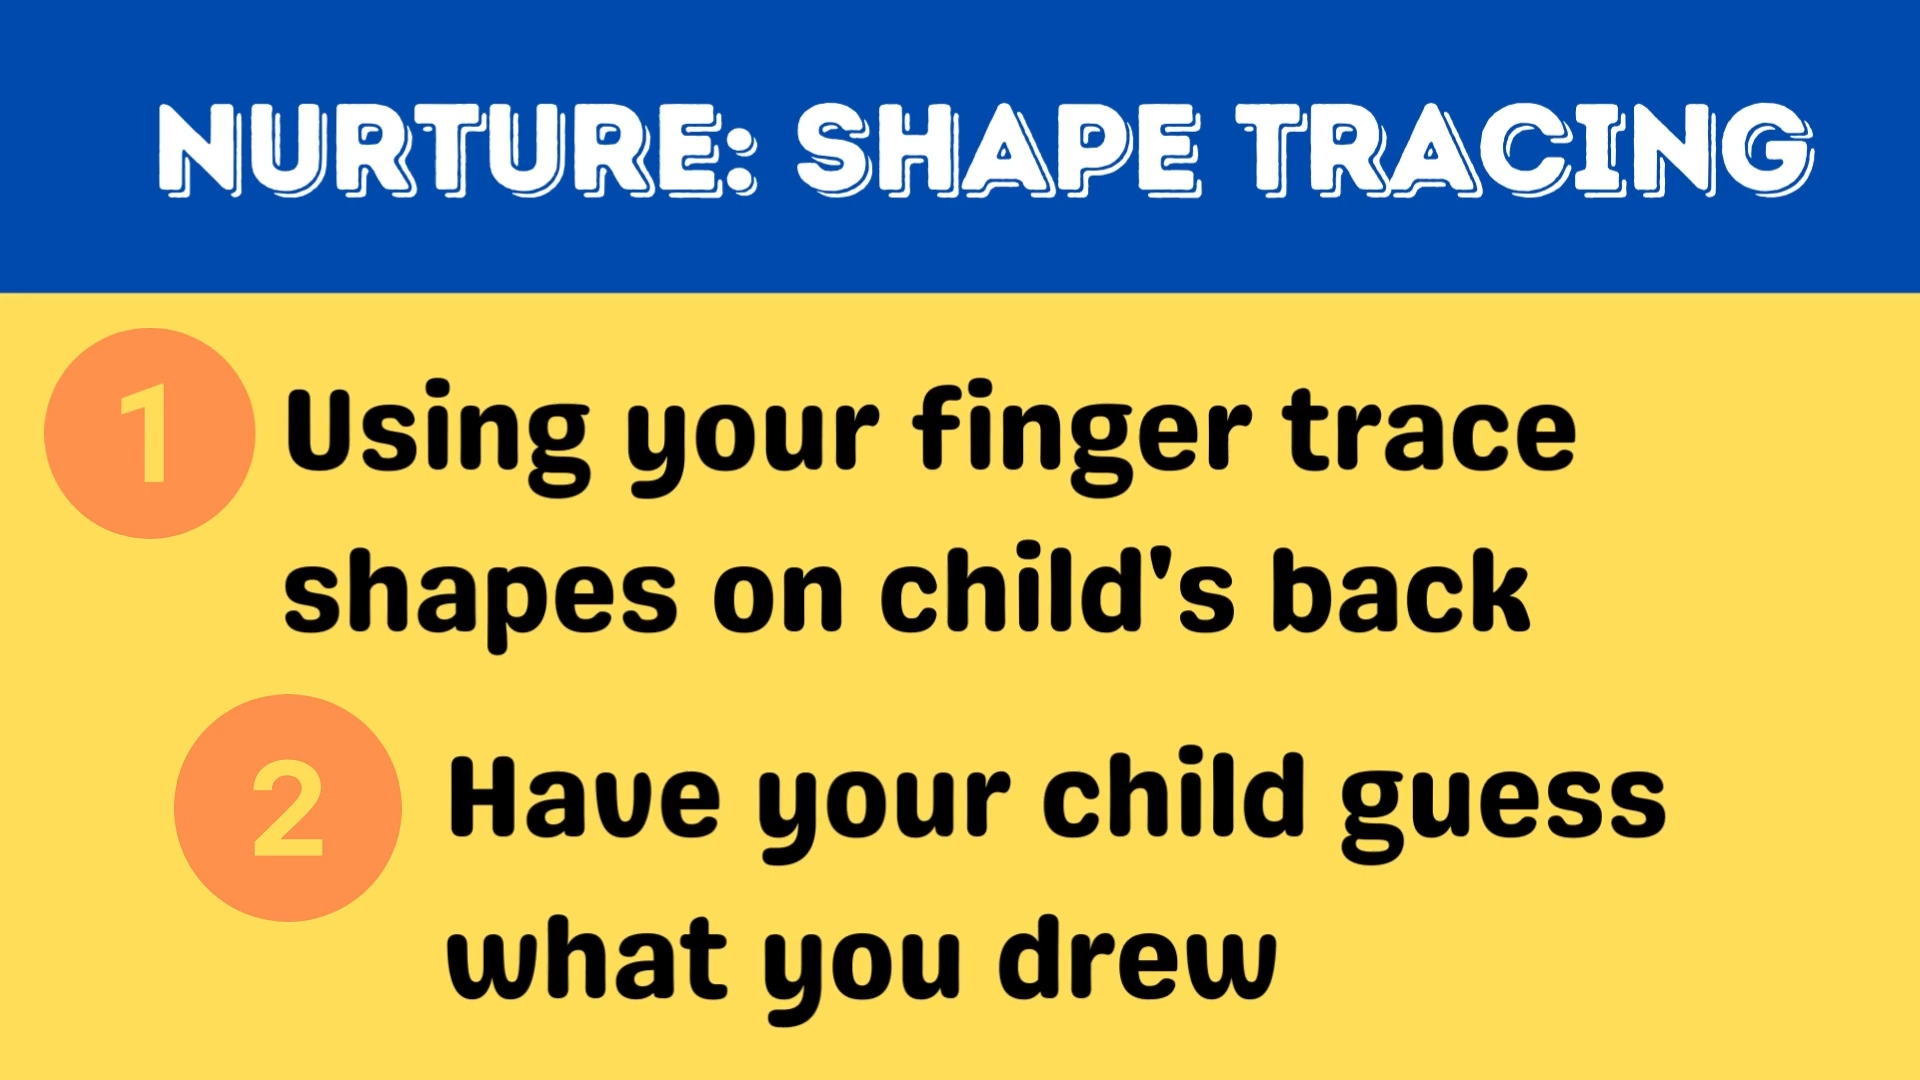 NURTURE: SHAPE TRACING
1 Using your finger trace
shapes on child's back
2 Have your child guess
what you drew